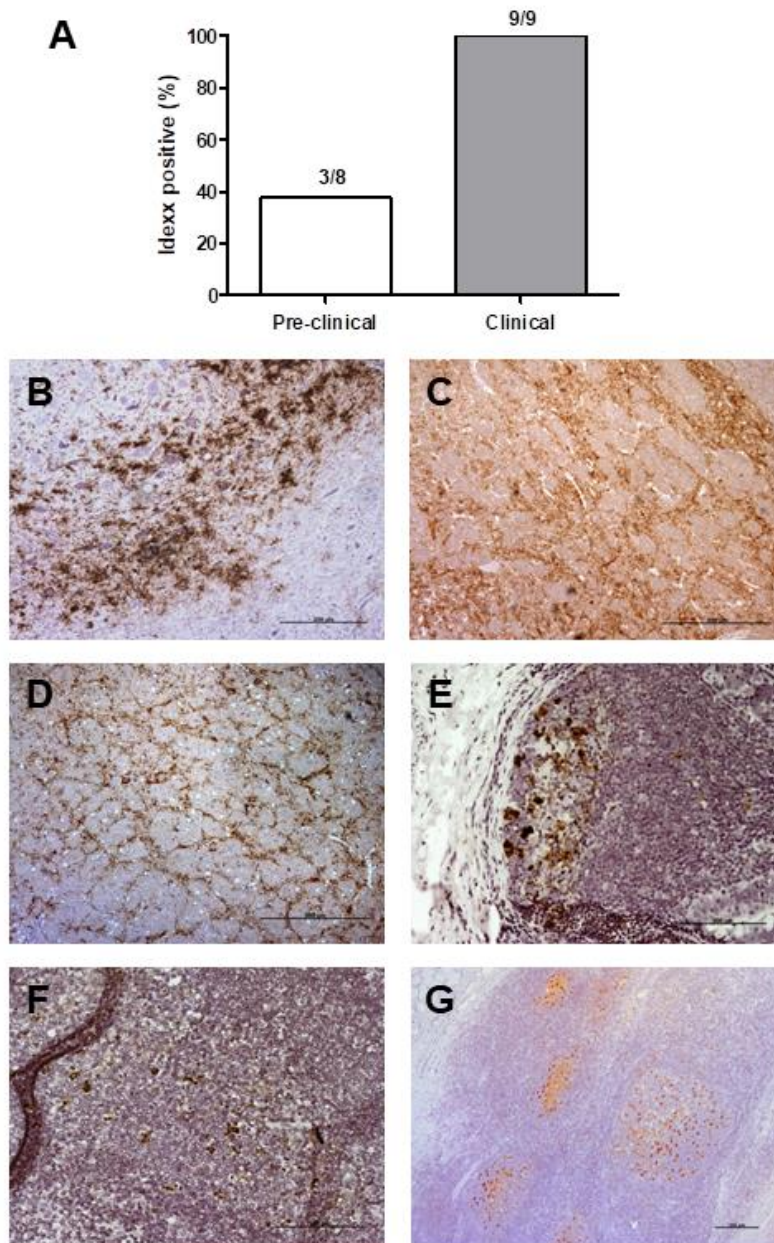 A
9/9
100
80
60
40
20
0
Idexx positive (%)
3/8
Pre-clinical
Clinical
B
C
D
E
F
G